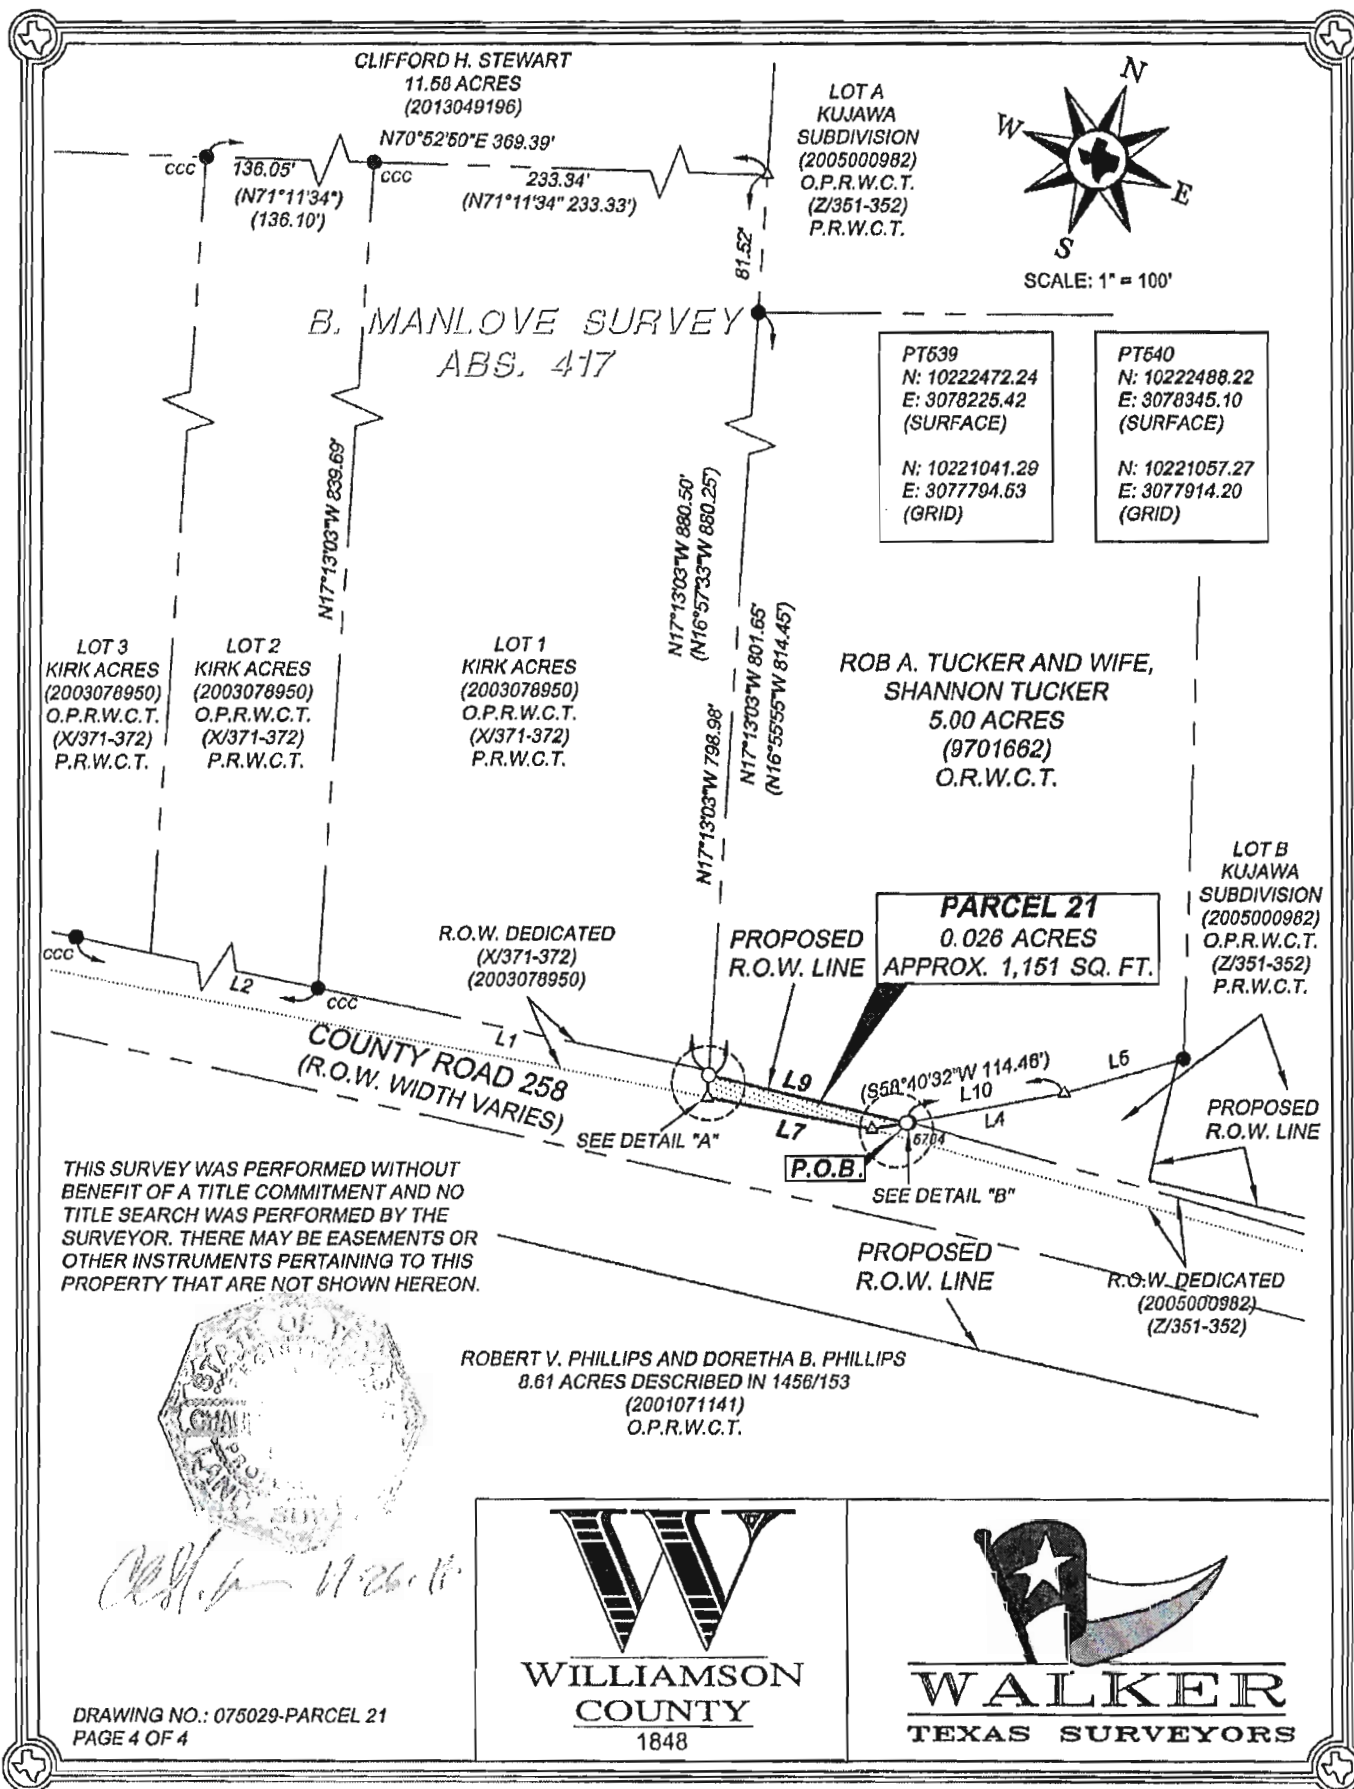 CLIFFORD H. STEWART
11.58 ACRES
(2013049196)
N70°52'50"E 369.39'
LOT A
KUJAWA
SUBDIVISION
(2005000982)
O.P.R.W.C.T.
(Z/351-352)
P.R.W.C.T.
N
W
E
S
SCALE: 1" = 100'
CCC
136.05'
(N71°11'34")
(136.10')
CCC
233.34'
(N71°11'34" 233.33')
81.52'
B. MANLOVE SURVEY
ABS. 417
PT539
N: 10222472.24
E: 3078225.42
(SURFACE)
N: 10221041.29
E: 3077794.53
(GRID)
PT540
N: 10222488.22
E: 3078345.10
(SURFACE)
N: 10221057.27
E: 3077914.20
(GRID)
N17°13'03"W 839.69'
N17°13'03"W 880.50'
(N16°57'33"W 880.25')
N17°13'03"W 801.65'
(N16°55'55"W 814.45')
N17°13'03"W 798.98'
LOT 3
KIRK ACRES
(2003078950)
O.P.R.W.C.T.
(X/371-372)
P.R.W.C.T.
LOT 2
KIRK ACRES
(2003078950)
O.P.R.W.C.T.
(X/371-372)
P.R.W.C.T.
LOT 1
KIRK ACRES
(2003078950)
O.P.R.W.C.T.
(X/371-372)
P.R.W.C.T.
ROB A. TUCKER AND WIFE,
SHANNON TUCKER
5.00 ACRES
(9701662)
O.R.W.C.T.
LOT B
KUJAWA
SUBDIVISION
(2005000982)
O.P.R.W.C.T.
(Z/351-352)
P.R.W.C.T.
PARCEL 21
0.026 ACRES
APPROX. 1,151 SQ. FT.
PROPOSED
R.O.W. LINE
R.O.W. DEDICATED
(X/371-372)
(2003078950)
CCC
L2
CCC
L1
COUNTY ROAD 258
(R.O.W. WIDTH VARIES)
L9
L7
(S58°40'32"W 114.46')
L10
L4
L5
5704
SEE DETAIL "A"
P.O.B.
SEE DETAIL "B"
PROPOSED
R.O.W. LINE
PROPOSED
R.O.W. LINE
R.O.W. DEDICATED
(2005000982)
(Z/351-352)
THIS SURVEY WAS PERFORMED WITHOUT
BENEFIT OF A TITLE COMMITMENT AND NO
TITLE SEARCH WAS PERFORMED BY THE
SURVEYOR. THERE MAY BE EASEMENTS OR
OTHER INSTRUMENTS PERTAINING TO THIS
PROPERTY THAT ARE NOT SHOWN HEREON.
ROBERT V. PHILLIPS AND DORETHA B. PHILLIPS
8.61 ACRES DESCRIBED IN 1456/153
(2001071141)
O.P.R.W.C.T.
STATE OF
DRAWING NO.: 075029-PARCEL 21
PAGE 4 OF 4
WILLIAMSON
COUNTY
1848
WALKER
TEXAS SURVEYORS